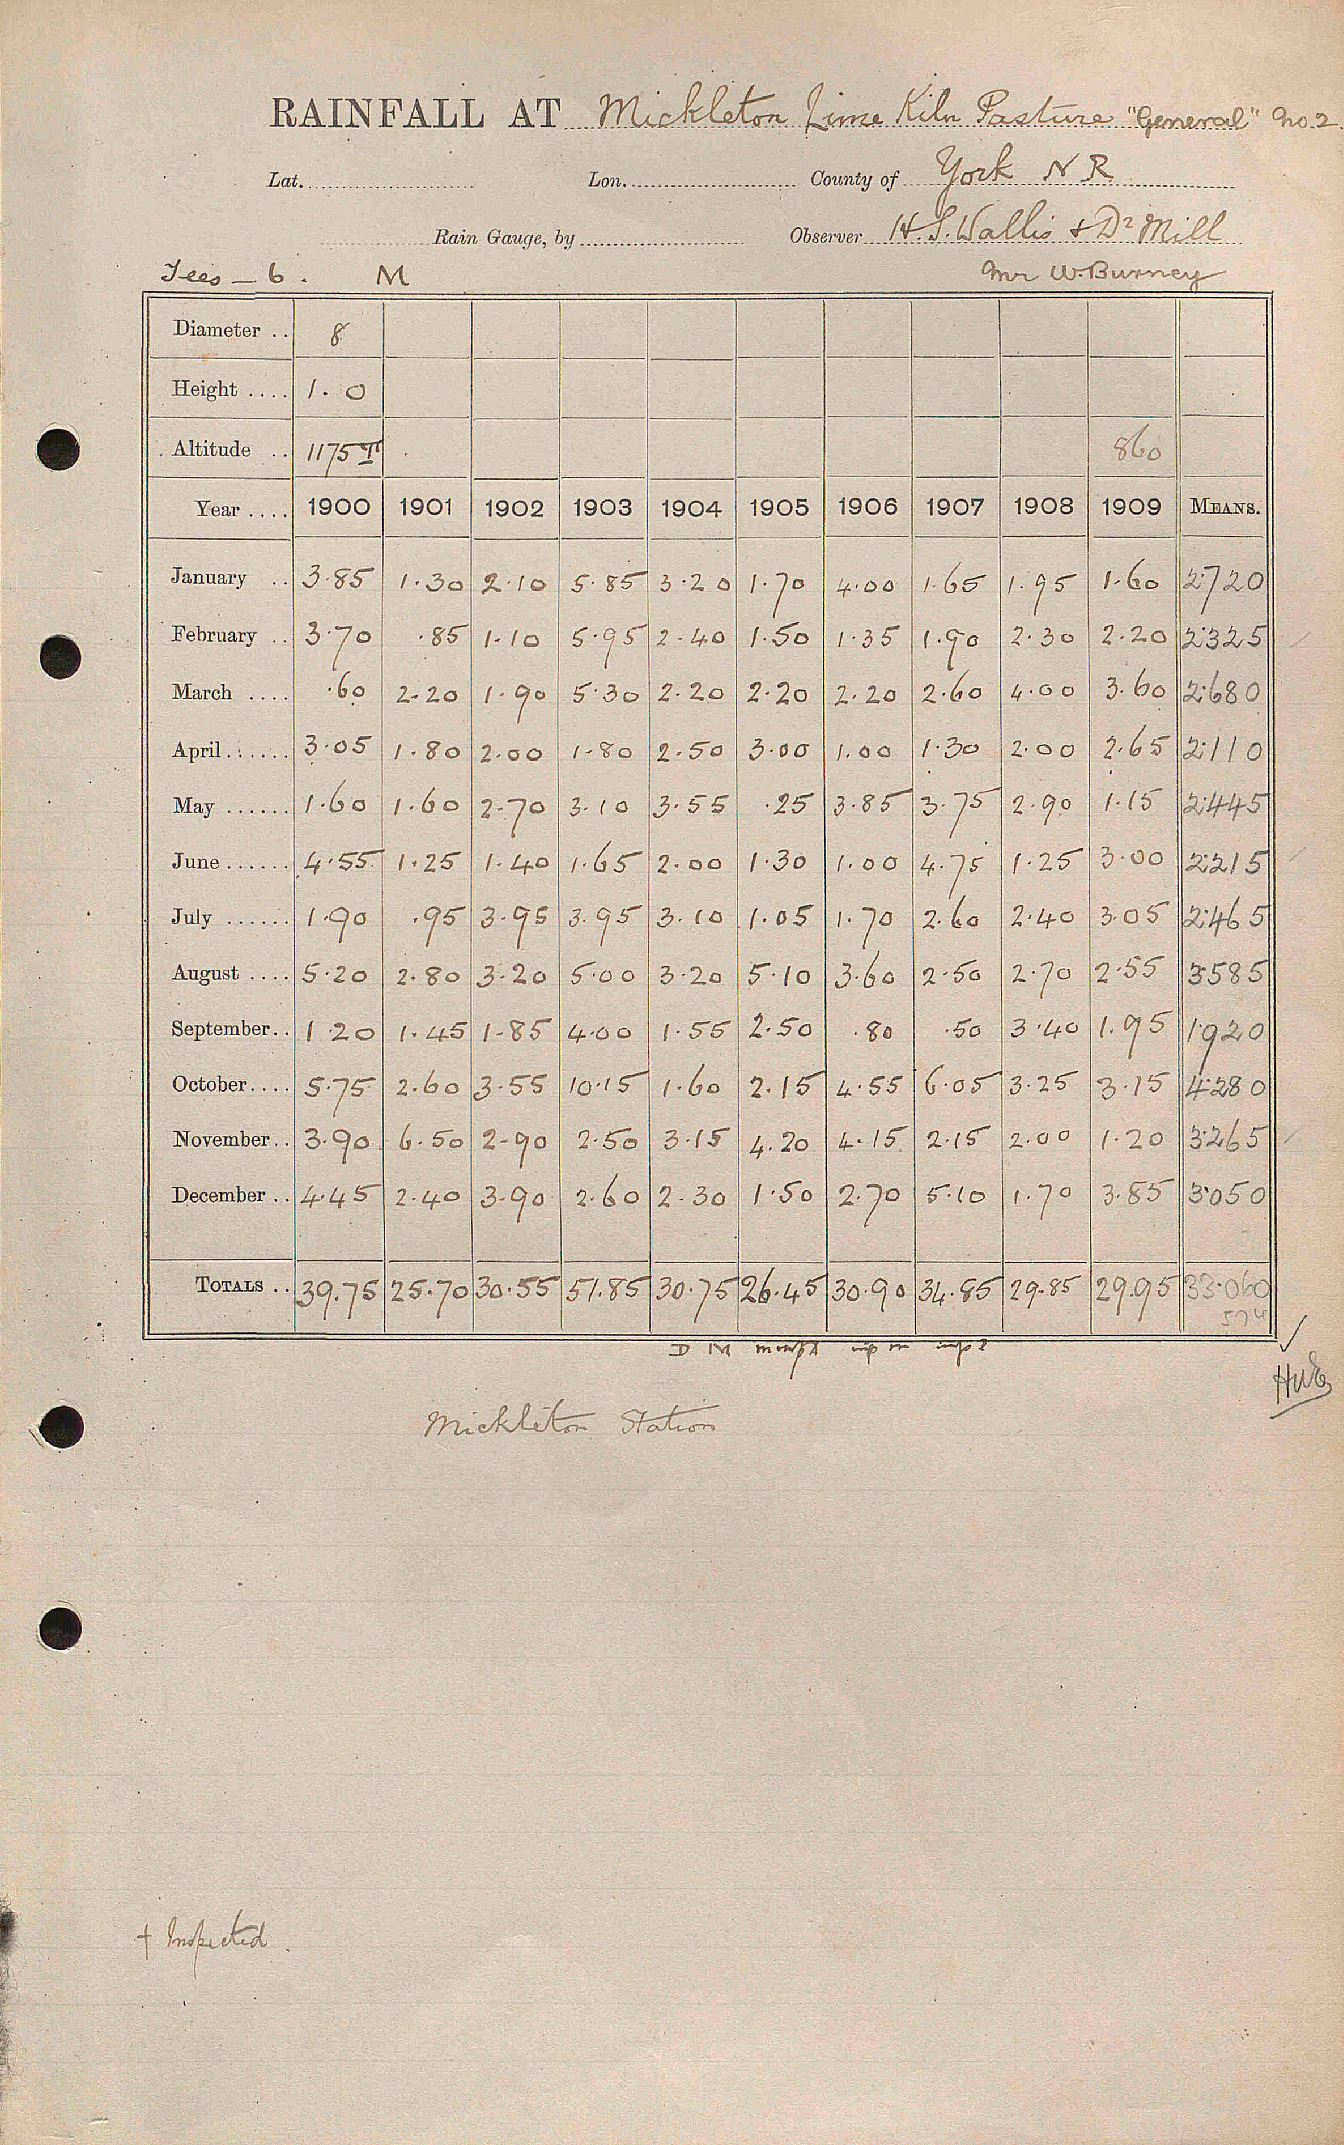 RAINFALL AT Mickleton Lime Kiln Pasture "General" No. 2
Lat. Lon. County of York N R
Rain Gauge, by Observer H. S. Wallis & Dr Mill
Tees – 6. M Mr W. Burney
Diameter .. 8
Height .... 1. 0
Altitude .. 1175 T 860
Year .... 1900 1901 1902 1903 1904 1905 1906 1907 1908 1909 MEANS.
January .. 3.85 1.30 2.10 5.85 3.20 1.70 4.00 1.65 1.95 1.60 2.720
February .. 3.70 .85 1.10 5.95 2.40 1.50 1.35 1.90 2.30 2.20 2.325
March .... .60 2.20 1.90 5.30 2.20 2.20 2.20 2.60 4.00 3.60 2.680
April...... 3.05 1.80 2.00 1.80 2.50 3.00 1.00 1.30 2.00 2.65 2.110
May ...... 1.60 1.60 2.70 3.10 3.55 .25 3.85 3.75 2.90 1.15 2.445
June...... 4.55 1.25 1.40 1.65 2.00 1.30 1.00 4.75 1.25 3.00 2.215
July ...... 1.90 .95 3.95 3.95 3.10 1.05 1.70 2.60 2.40 3.05 2.465
August .... 5.20 2.80 3.20 5.00 3.20 5.10 3.60 2.50 2.70 2.55 3.585
September.. 1.20 1.45 1.85 4.00 1.55 2.50 .80 .50 3.40 1.95 1.920
October.... 5.75 2.60 3.55 10.15 1.60 2.15 4.55 6.05 3.25 3.15 4.280
November.. 3.90 6.50 2.90 2.50 3.15 4.20 4.15 2.15 2.00 1.20 3.265
December .. 4.45 2.40 3.90 2.60 2.30 1.50 2.70 5.10 1.70 3.85 3.050
TOTALS .. 39.75 25.70 30.55 51.85 30.75 26.45 30.90 34.85 29.85 29.95 33.060
D M
Mickleton Station
† Inspected.